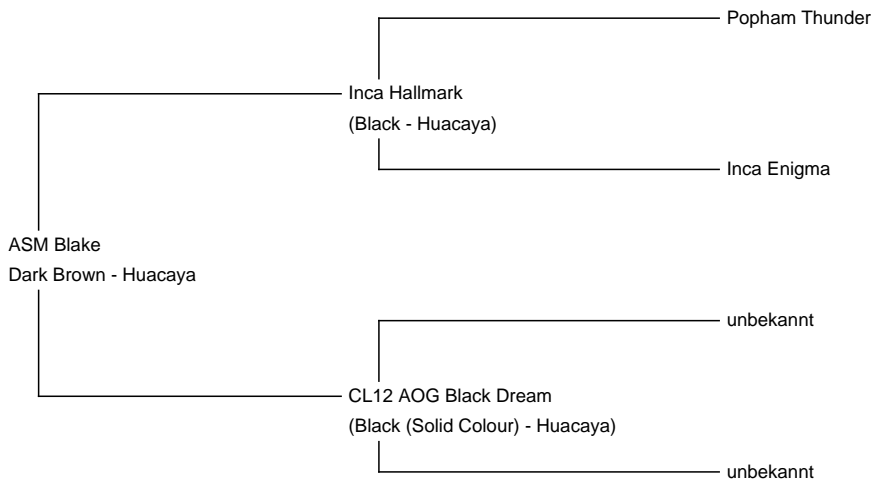 Popham Thunder
Inca Hallmark
(Black - Huacaya)
Inca Enigma
ASM Blake
Dark Brown - Huacaya
unbekannt
CL12 AOG Black Dream
(Black (Solid Colour) - Huacaya)
unbekannt